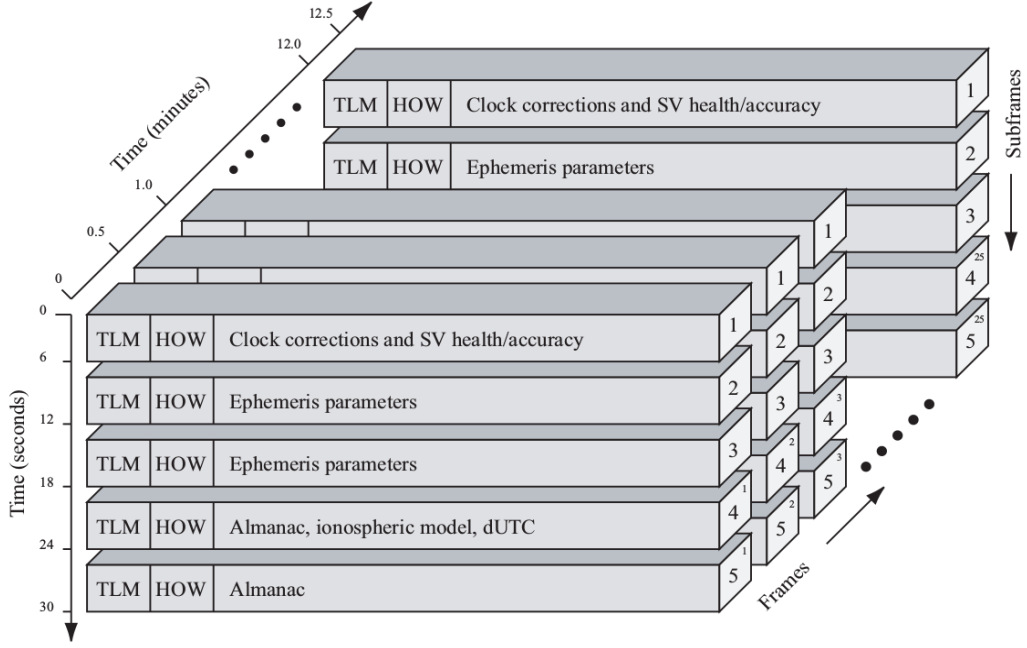 12.5
12.0
Time (minutes)
1.0
0.5
0
TLM HOW Clock corrections and SV health/accuracy 1
TLM HOW Ephemeris parameters 2
3
4 25
5 25
Subframes
1
2
3
4 3
5 3
1
2
3
4 2
5 2
0
6
12
18
24
30
Time (seconds)
TLM HOW Clock corrections and SV health/accuracy 1
TLM HOW Ephemeris parameters 2
TLM HOW Ephemeris parameters 3
TLM HOW Almanac, ionospheric model, dUTC 4 1
TLM HOW Almanac 5 1
Frames